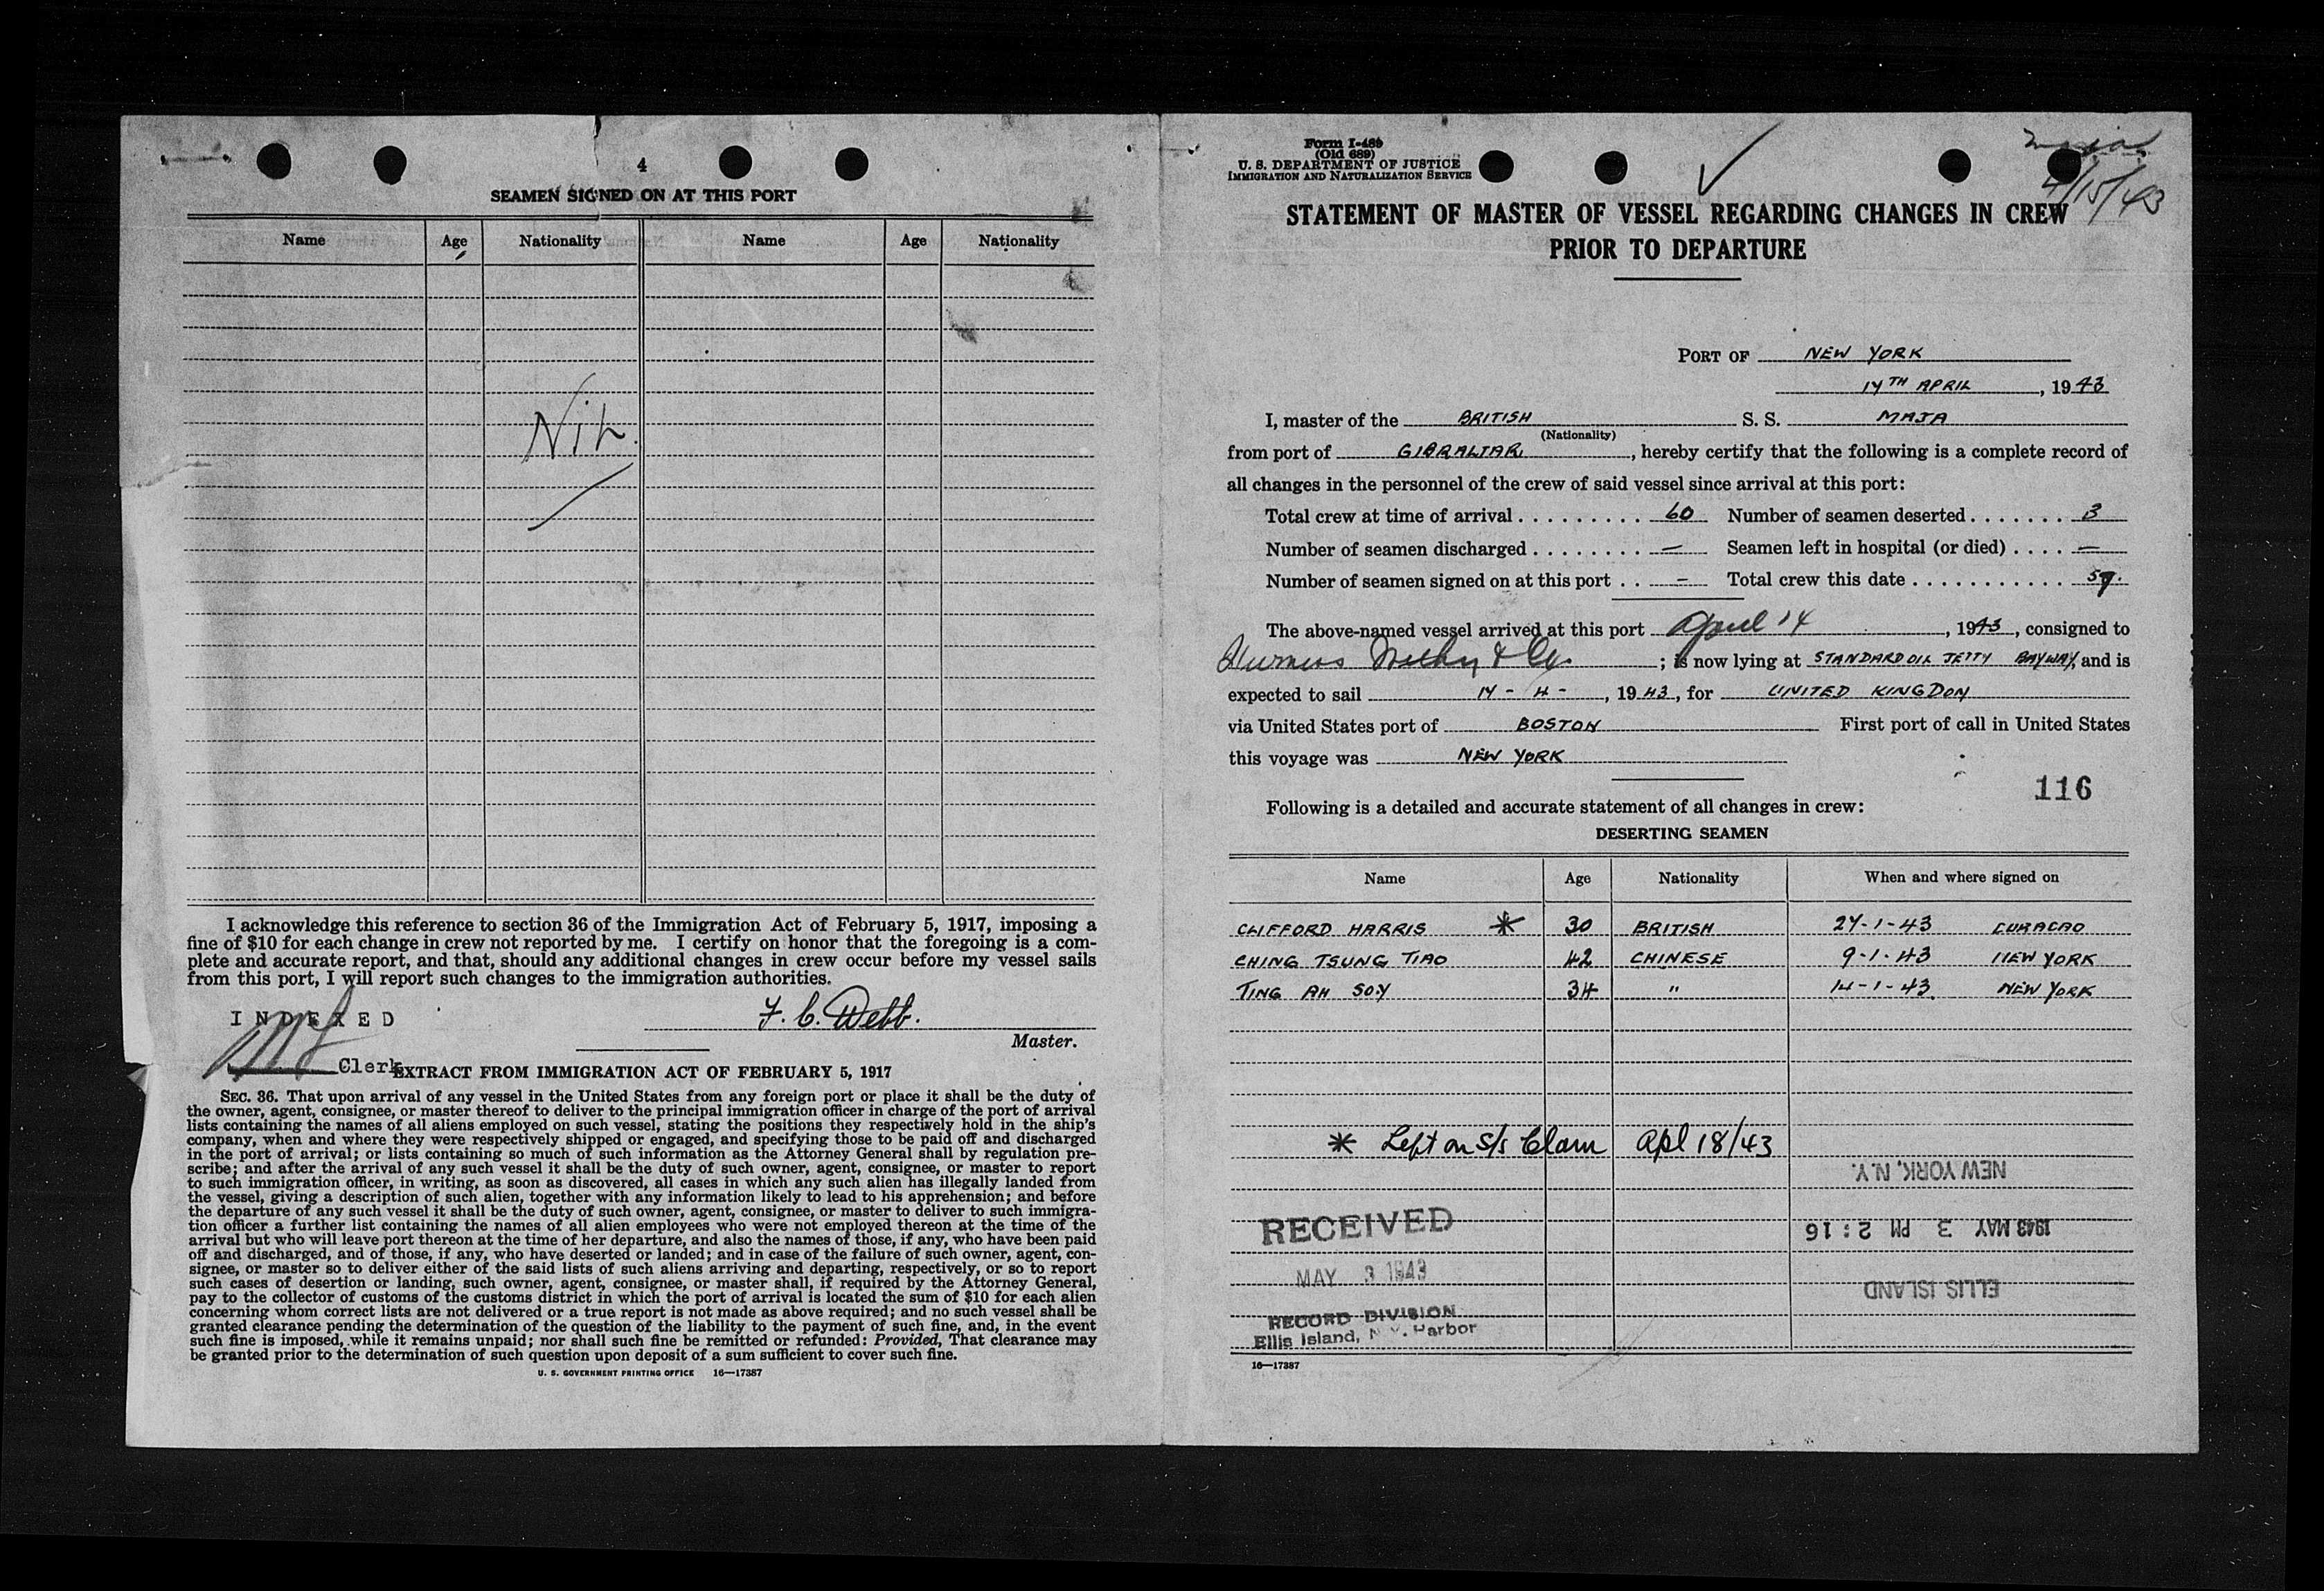 4
SEAMEN SIGNED ON AT THIS PORT
Name Age Nationality Name Age Nationality
Nil.
I acknowledge this reference to section 36 of the Immigration Act of February 5, 1917, imposing a
fine of $10 for each change in crew not reported by me. I certify on honor that the foregoing is a com-
plete and accurate report, and that, should any additional changes in crew occur before my vessel sails
from this port, I will report such changes to the immigration authorities.
INDEXED
F. C. Webb.
Master.
Clerk
EXTRACT FROM IMMIGRATION ACT OF FEBRUARY 5, 1917
SEC. 36. That upon arrival of any vessel in the United States from any foreign port or place it shall be the duty of
the owner, agent, consignee, or master thereof to deliver to the principal immigration officer in charge of the port of arrival
lists containing the names of all aliens employed on such vessel, stating the positions they respectively hold in the ship's
company, when and where they were respectively shipped or engaged, and specifying those to be paid off and discharged
in the port of arrival; or lists containing so much of such information as the Attorney General shall by regulation pre-
scribe; and after the arrival of any such vessel it shall be the duty of such owner, agent, consignee, or master to report
to such immigration officer, in writing, as soon as discovered, all cases in which any such alien has illegally landed from
the vessel, giving a description of such alien, together with any information likely to lead to his apprehension; and before
the departure of any such vessel it shall be the duty of such owner, agent, consignee, or master to deliver to such immigra-
tion officer a further list containing the names of all alien employees who were not employed thereon at the time of the
arrival but who will leave port thereon at the time of her departure, and also the names of those, if any, who have been paid
off and discharged, and of those, if any, who have deserted or landed; and in case of the failure of such owner, agent, con-
signee, or master so to deliver either of the said lists of such aliens arriving and departing, respectively, or so to report
such cases of desertion or landing, such owner, agent, consignee, or master shall, if required by the Attorney General,
pay to the collector of customs of the customs district in which the port of arrival is located the sum of $10 for each alien
concerning whom correct lists are not delivered or a true report is not made as above required; and no such vessel shall be
granted clearance pending the determination of the question of the liability to the payment of such fine, and, in the event
such fine is imposed, while it remains unpaid; nor shall such fine be remitted or refunded: Provided, That clearance may
be granted prior to the determination of such question upon deposit of a sum sufficient to cover such fine.
U. S. GOVERNMENT PRINTING OFFICE 16—17387
Form I-489
(Old 689)
U. S. DEPARTMENT OF JUSTICE
IMMIGRATION AND NATURALIZATION SERVICE
4/15/43
STATEMENT OF MASTER OF VESSEL REGARDING CHANGES IN CREW
PRIOR TO DEPARTURE
PORT OF NEW YORK
17TH APRIL, 1943
I, master of the BRITISH S. S. MAJA
(Nationality)
from port of GIBRALTAR, hereby certify that the following is a complete record of
all changes in the personnel of the crew of said vessel since arrival at this port:
Total crew at time of arrival . . . . . . . . . 60 Number of seamen deserted . . . . . . . 3
Number of seamen discharged . . . . . . . . — Seamen left in hospital (or died) . . . . —
Number of seamen signed on at this port . . - Total crew this date . . . . . . . . . . . . 57.
The above-named vessel arrived at this port April 14, 1943, consigned to
Furness Withy & Co.; is now lying at STANDARD OIL JETTY BAYWAY, and is
expected to sail 17 - 4 -, 1943, for UNITED KINGDOM
via United States port of BOSTON First port of call in United States
this voyage was NEW YORK
116
Following is a detailed and accurate statement of all changes in crew:
DESERTING SEAMEN
Name Age Nationality When and where signed on
CLIFFORD HARRIS * 30 BRITISH 27-1-43 CURACAO
CHING TSUNG TIAO 42 CHINESE 9-1-43 NEW YORK
TING AH SOY 34 " 14-1-43. NEW YORK
* Left on S/S Clam Apl 18/43
NEW YORK, N.Y.
RECEIVED
1943 MAY 3 PM 2:16
MAY 3 1943
ELLIS ISLAND
RECORD DIVISION
Ellis Island, N.Y. Harbor
16—17387